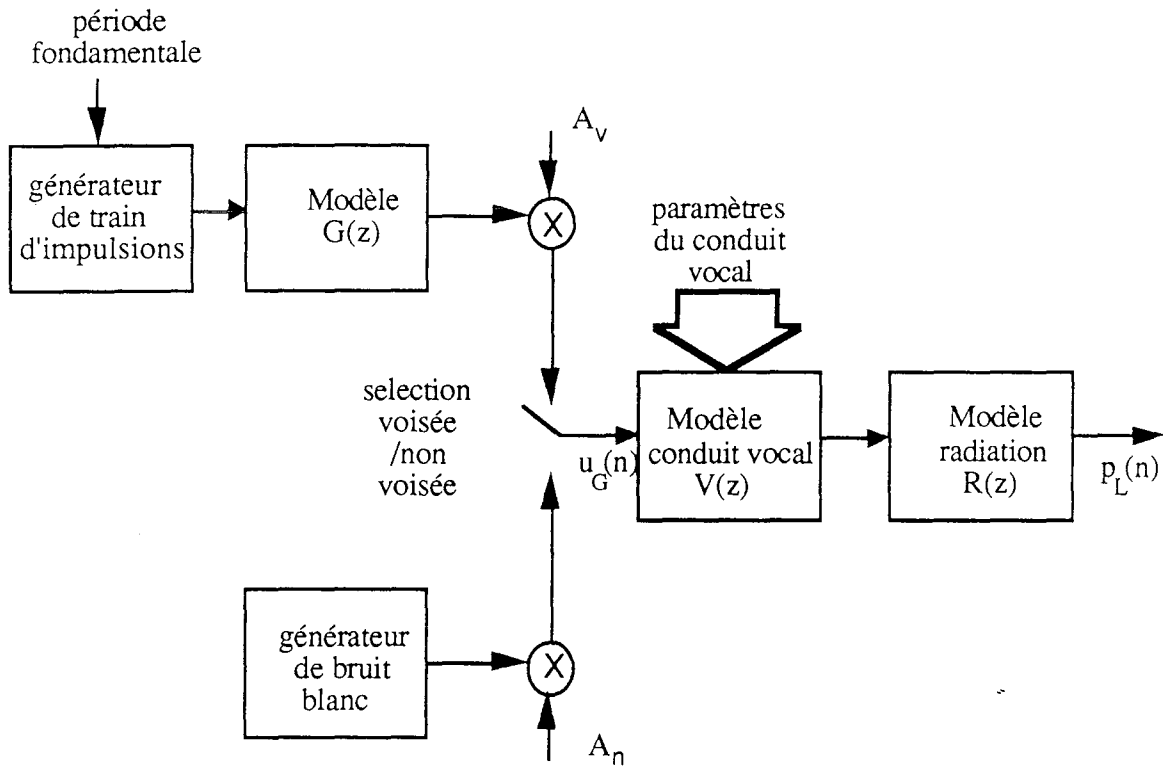 période
fondamentale
générateur
de train
d'impulsions
Modèle
G(z)
A_v
X
paramètres
du conduit
vocal
selection
voisée
/non
voisée
u_G(n)
Modèle
conduit vocal
V(z)
Modèle
radiation
R(z)
p_L(n)
générateur
de bruit
blanc
X
A_n